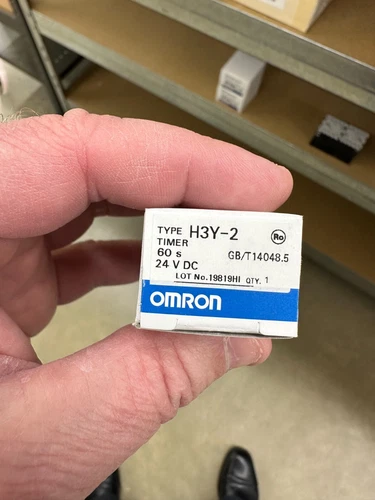 TYPE H3Y-2
TIMER
60 s GB/T14048.5
24 V DC
LOT No.19819HI QTY. 1
OMRON